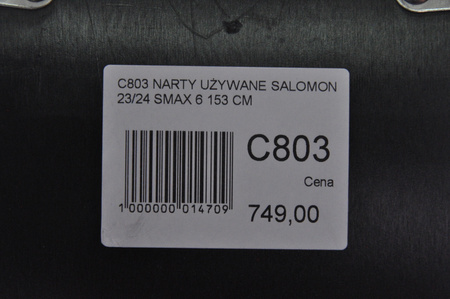 C803 NARTY UŻYWANE SALOMON
23/24 SMAX 6 153 CM
C803
Cena
1 000000 014709
749,00